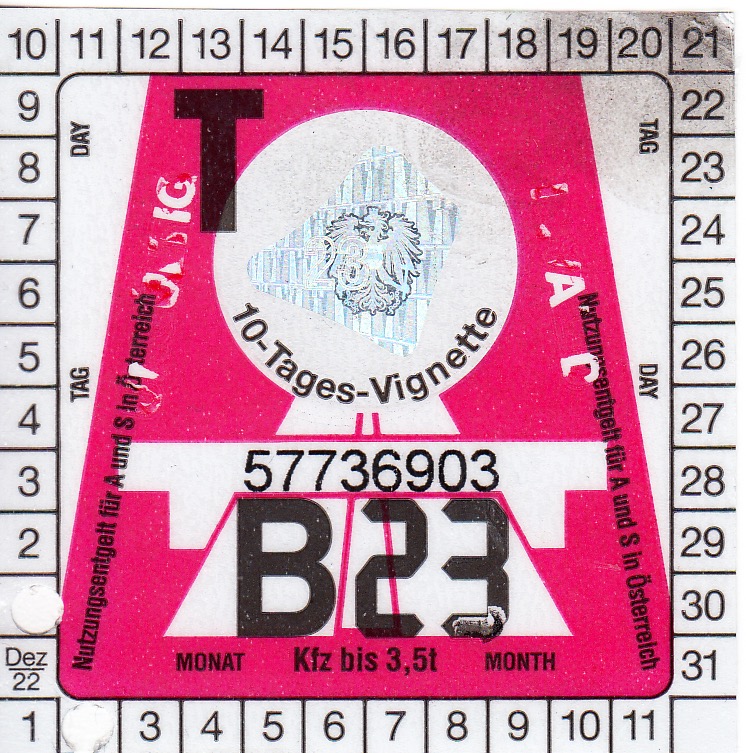 10 11 12 13 14 15 16 17 18 19 20 21
9 22
8 23
7 24
6 25
5 26
4 27
3 28
2 29
30
Dez
22
31
1 3 4 5 6 7 8 9 10 11
DAY
TAG
TAG
DAY
T
23
10-Tages-Vignette
Nutzungsentgelt für A und S in Österreich
Nutzungsentgelt für A und S in Österreich
57736903
B23
MONAT Kfz bis 3,5t MONTH